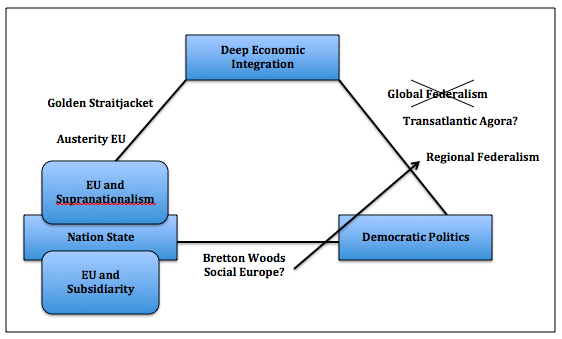 Deep Economic
Integration
Global Federalism
Golden Straitjacket
Transatlantic Agora?
Austerity EU
Regional Federalism
EU and
Supranationalism
Nation State
Democratic Politics
Bretton Woods
Social Europe?
EU and
Subsidiarity